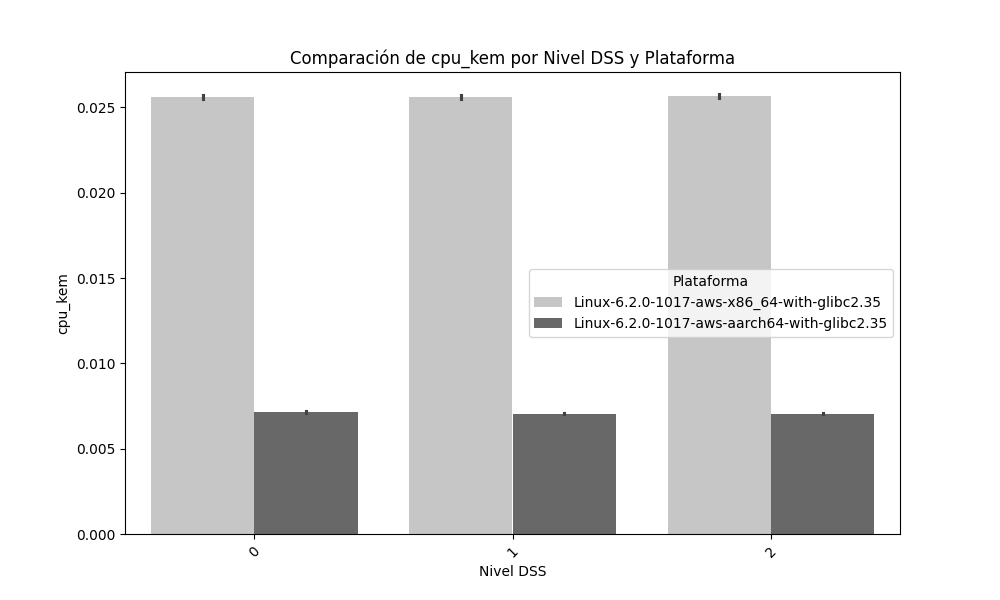 Comparación de cpu_kem por Nivel DSS y Plataforma
0.025
0.020
0.015
0.010
0.005
0.000
cpu_kem
Plataforma
Linux-6.2.0-1017-aws-x86_64-with-glibc2.35
Linux-6.2.0-1017-aws-aarch64-with-glibc2.35
0
1
2
Nivel DSS